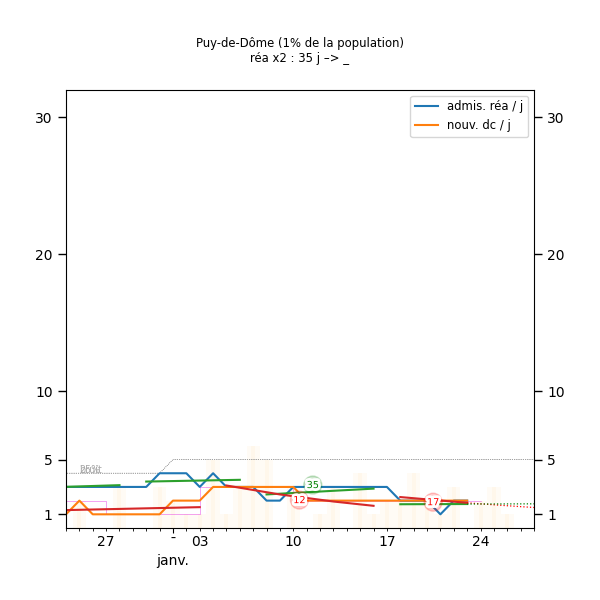 Puy-de-Dôme (1% de la population)
réa x2 : 35 j –> _
admis. réa / j
nouv. dc / j
30 30
20 20
10 10
5 5
1 1
35
12
17
27 - 03 10 17 24
janv.